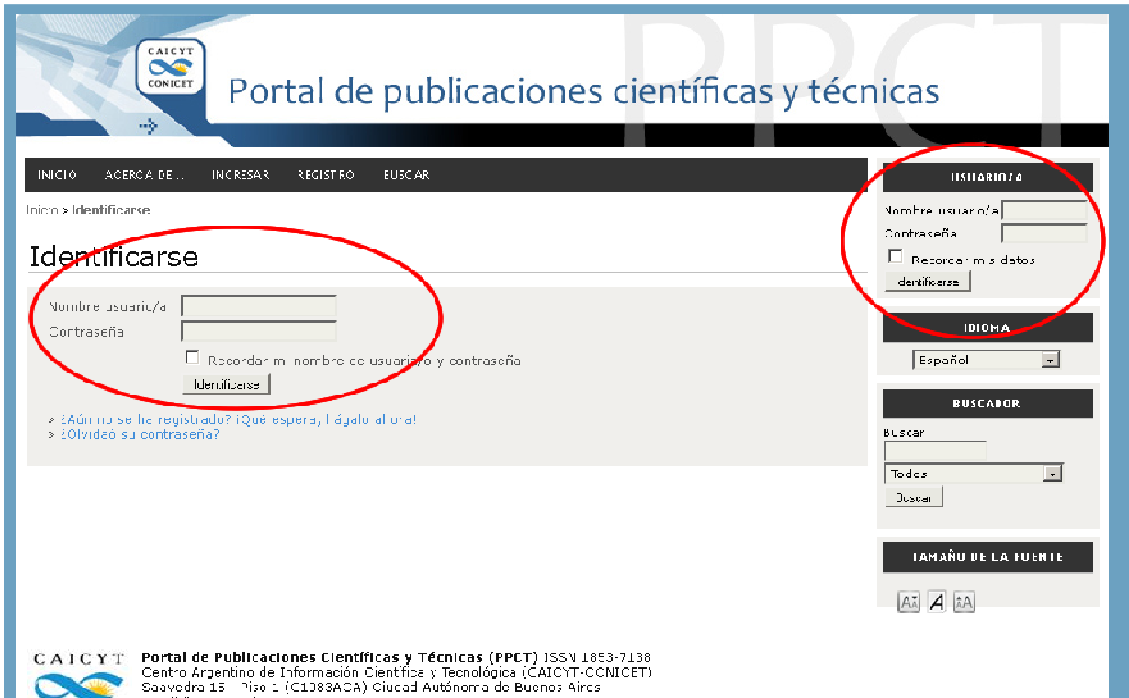 CAICYT
CONICET
PPCT
Portal de publicaciones científicas y técnicas
INICIO ACERCA DE... INGRESAR REGISTRO BUSCAR
Inicio > Identificarse
Identificarse
Nombre usuario/a
Contraseña
Recordar mi nombre de usuario/o y contraseña
Identificarse
» ¿Aún no se ha registrado? ¡Qué espera, hágalo ahora!
» ¿Olvidó su contraseña?
USUARIO/A
Nombre usuario/a
Contraseña
Recordar mis datos
Identificarse
IDIOMA
Español
BUSCADOR
Buscar
Todos
Buscar
TAMAÑO DE LA FUENTE
CAICYT
Portal de Publicaciones Científicas y Técnicas (PPCT) ISSN 1853-7138
Centro Argentino de Información Científica y Tecnológica (CAICYT-CONICET)
Saavedra 15 - Piso 1 (C1083ACA) Ciudad Autónoma de Buenos Aires